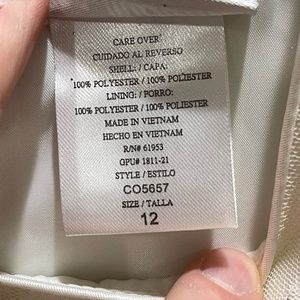 CARE OVER
CUIDADO AL REVERSO
SHELL: / CAPA:
100% POLYESTER / 100% POLIESTER
LINING: / FORRO:
100% POLYESTER / 100% POLIESTER
MADE IN VIETNAM
HECHO EN VIETNAM
R/N# 61953
GPU# 1811-21
STYLE / ESTILO
CO5657
SIZE / TALLA
12